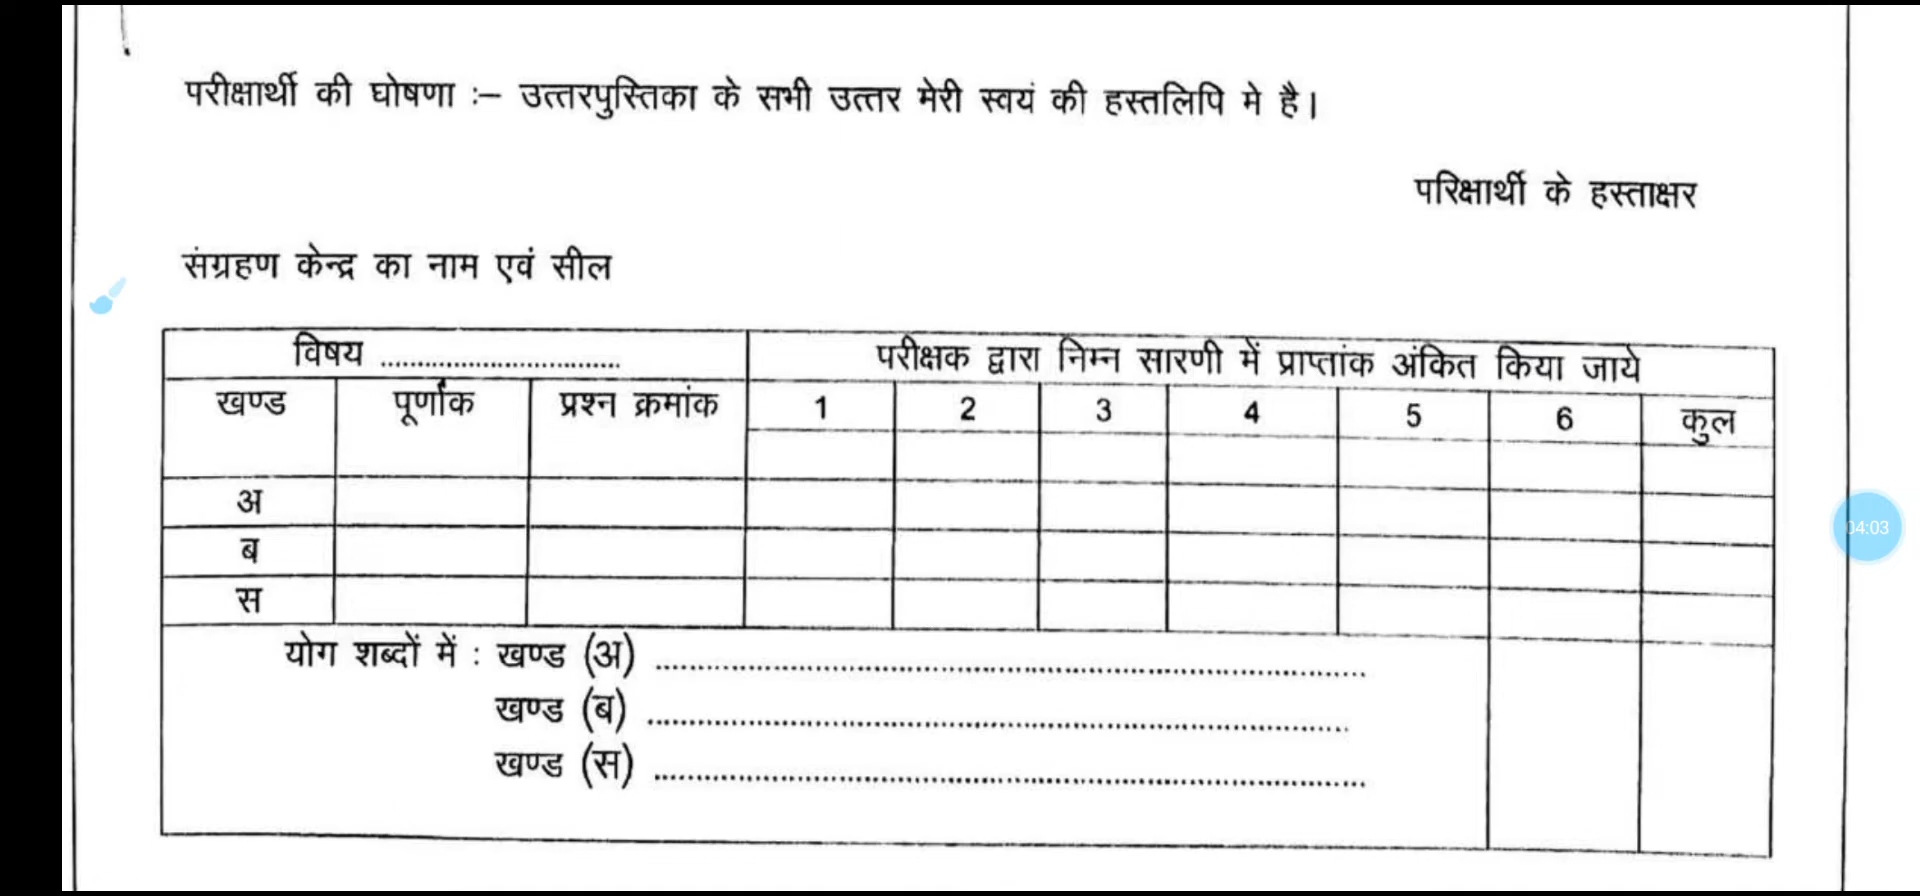 परीक्षार्थी की घोषणा :– उत्तरपुस्तिका के सभी उत्तर मेरी स्वयं की हस्तलिपि मे है।
परिक्षार्थी के हस्ताक्षर
संग्रहण केन्द्र का नाम एवं सील
विषय .............................. परीक्षक द्वारा निम्न सारणी में प्राप्तांक अंकित किया जाये
खण्ड पूर्णांक प्रश्न क्रमांक 1 2 3 4 5 6 कुल
अ
ब
स
04:03
योग शब्दों में : खण्ड (अ) ..............................
खण्ड (ब) ..............................
खण्ड (स) ..............................